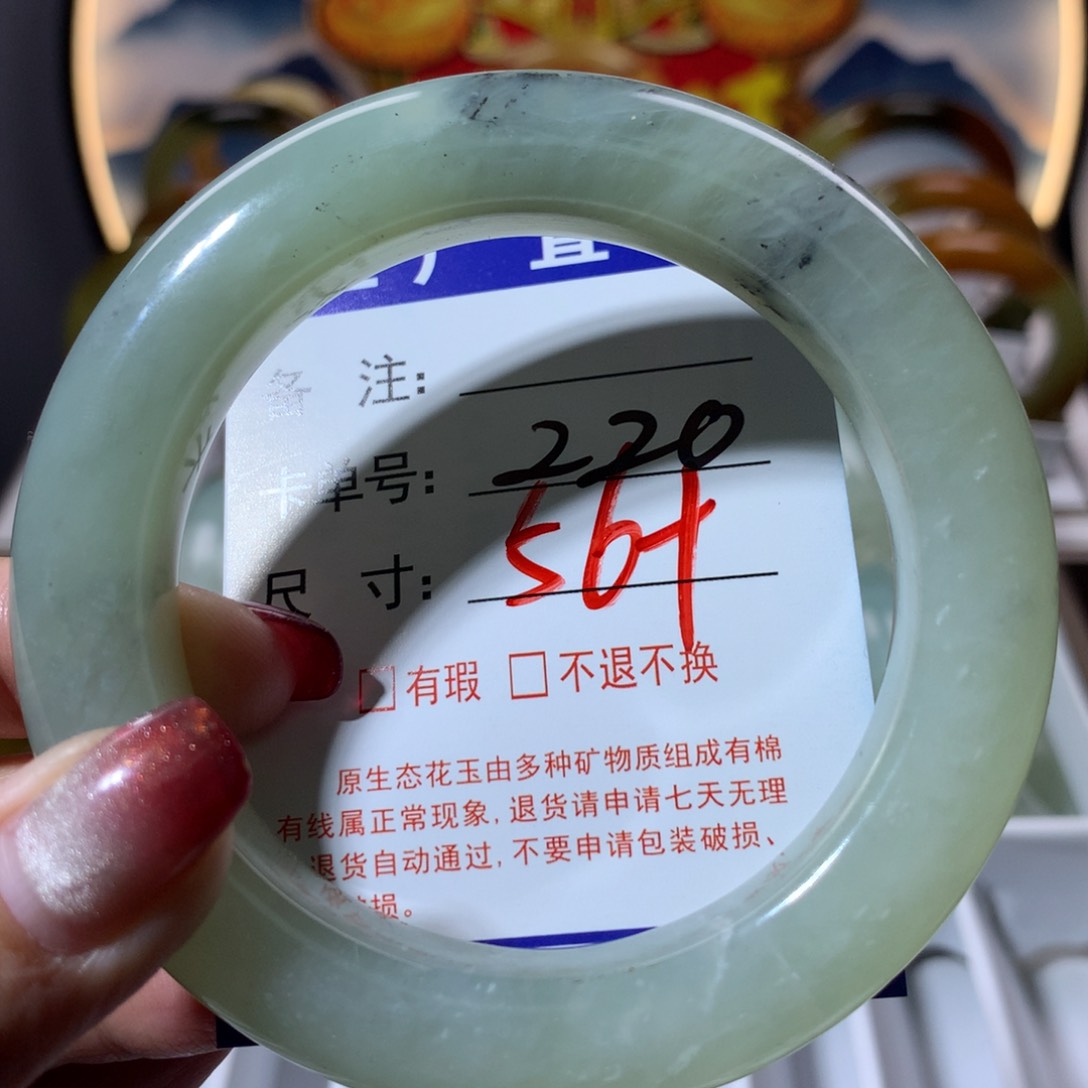 厂直
备 注:
卡单号: 220
尺 寸: 564
□有瑕 □不退不换
原生态花玉由多种矿物质组成有棉
有线属正常现象,退货请申请七天无理
退货自动通过,不要申请包装破损、
损。